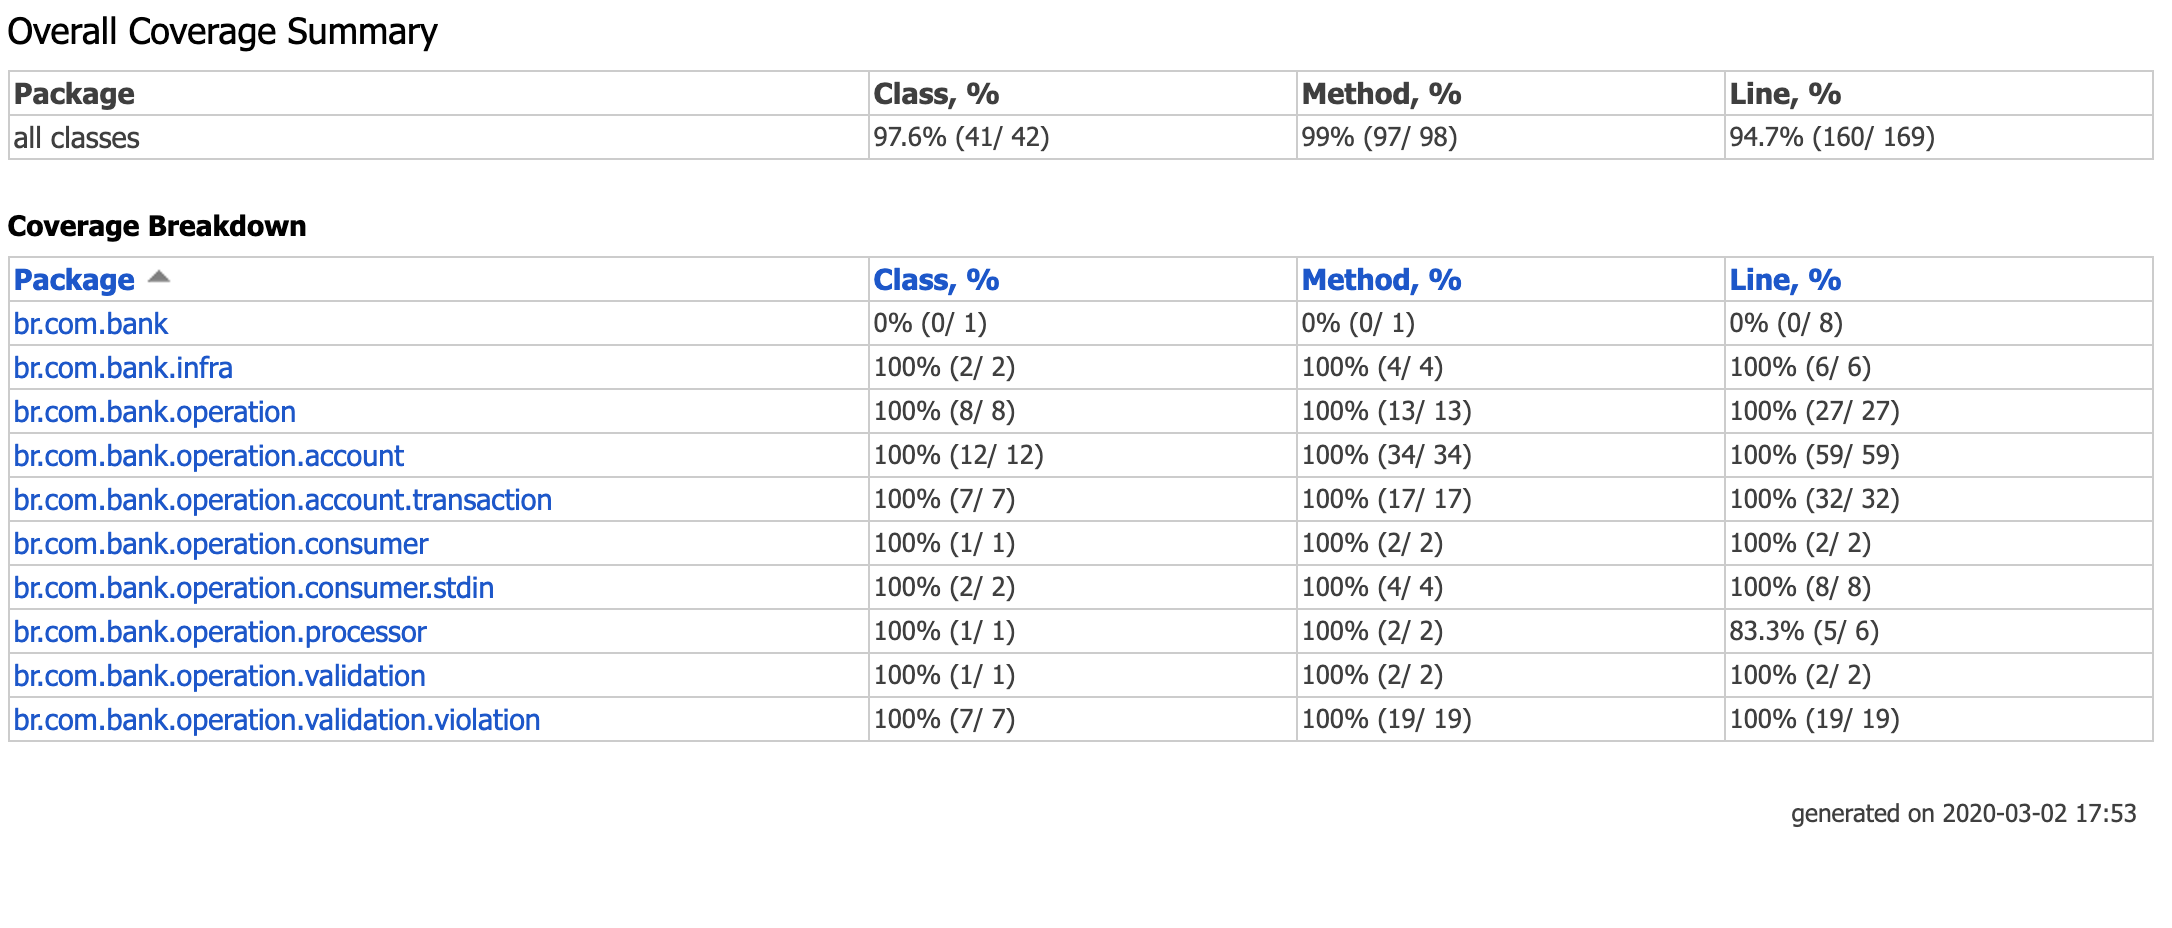 Overall Coverage Summary
Package Class, % Method, % Line, %
all classes 97.6% (41/ 42) 99% (97/ 98) 94.7% (160/ 169)
Coverage Breakdown
Package Class, % Method, % Line, %
br.com.bank 0% (0/ 1) 0% (0/ 1) 0% (0/ 8)
br.com.bank.infra 100% (2/ 2) 100% (4/ 4) 100% (6/ 6)
br.com.bank.operation 100% (8/ 8) 100% (13/ 13) 100% (27/ 27)
br.com.bank.operation.account 100% (12/ 12) 100% (34/ 34) 100% (59/ 59)
br.com.bank.operation.account.transaction 100% (7/ 7) 100% (17/ 17) 100% (32/ 32)
br.com.bank.operation.consumer 100% (1/ 1) 100% (2/ 2) 100% (2/ 2)
br.com.bank.operation.consumer.stdin 100% (2/ 2) 100% (4/ 4) 100% (8/ 8)
br.com.bank.operation.processor 100% (1/ 1) 100% (2/ 2) 83.3% (5/ 6)
br.com.bank.operation.validation 100% (1/ 1) 100% (2/ 2) 100% (2/ 2)
br.com.bank.operation.validation.violation 100% (7/ 7) 100% (19/ 19) 100% (19/ 19)
generated on 2020-03-02 17:53